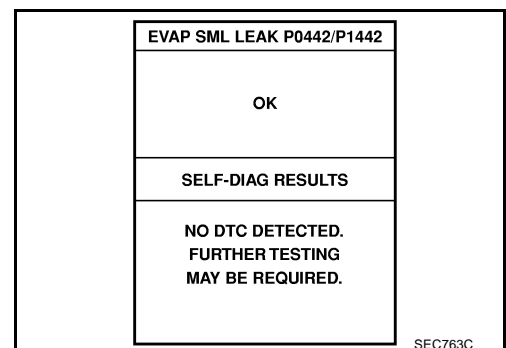 EVAP SML LEAK P0442/P1442
OK
SELF-DIAG RESULTS
NO DTC DETECTED.
FURTHER TESTING
MAY BE REQUIRED.
SEC763C